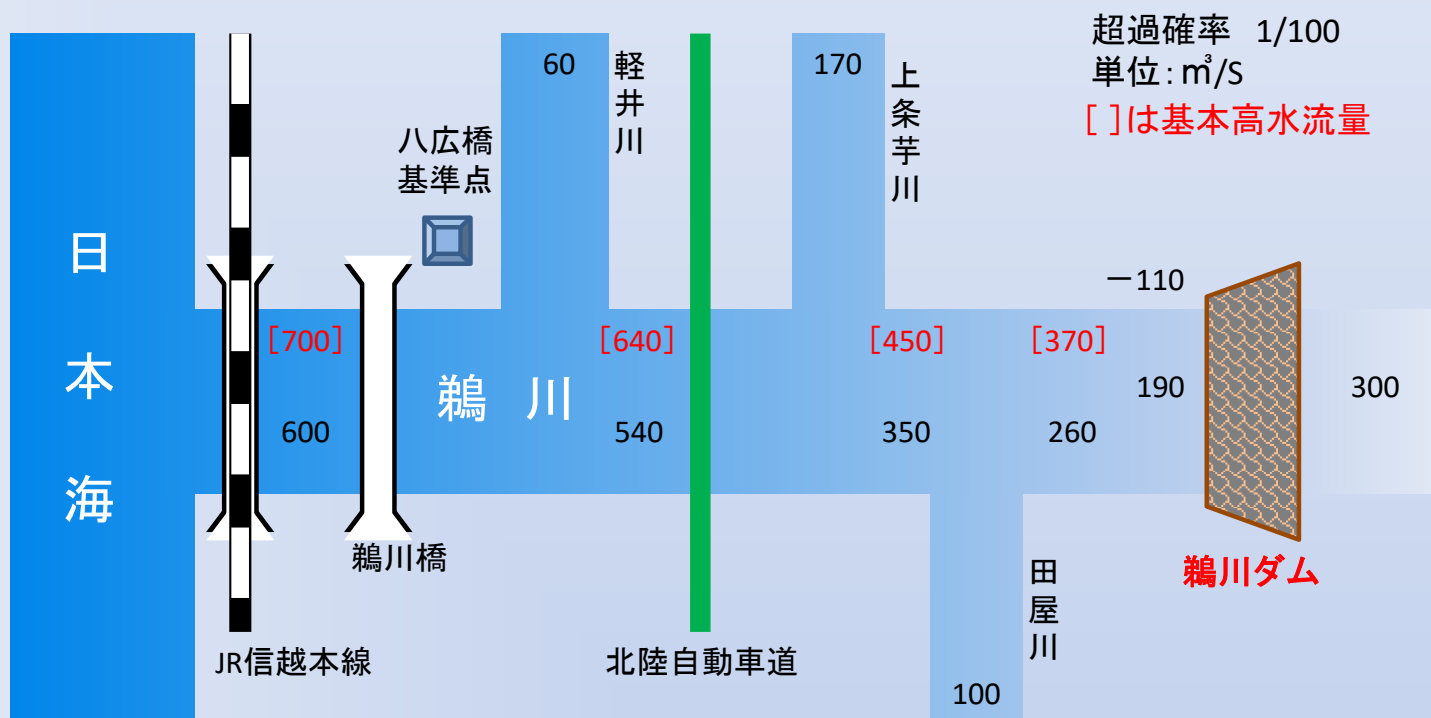 超過確率 1/100
単位:㎥/S
[ ]は基本高水流量
60
軽井川
170
上条芋川
八広橋
基準点
日本海
-110
[700]
[640]
[450]
[370]
鵜川
190
300
600
540
350
260
鵜川橋
鵜川ダム
田屋川
JR信越本線
北陸自動車道
100